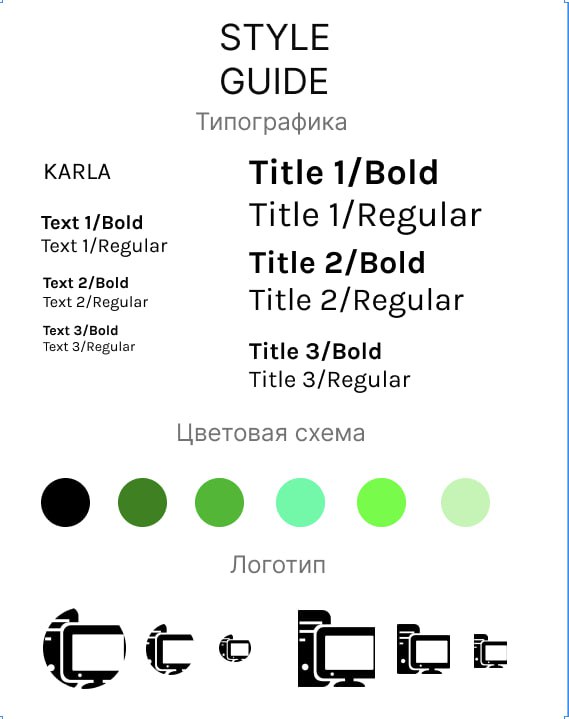 STYLE
GUIDE
Типографика
KARLA
Text 1/Bold
Text 1/Regular
Text 2/Bold
Text 2/Regular
Text 3/Bold
Text 3/Regular
Title 1/Bold
Title 1/Regular
Title 2/Bold
Title 2/Regular
Title 3/Bold
Title 3/Regular
Цветовая схема
Логотип